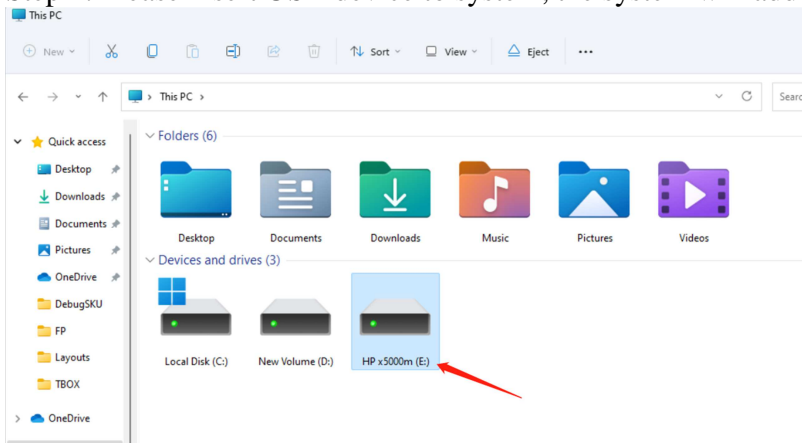 This PC
New
Sort
View
Eject
This PC
Quick access
Desktop
Downloads
Documents
Pictures
OneDrive
DebugSKU
FP
Layouts
TBOX
OneDrive
Folders (6)
Desktop Documents Downloads Music Pictures Videos
Devices and drives (3)
Local Disk (C:) New Volume (D:) HP x5000m (E:)